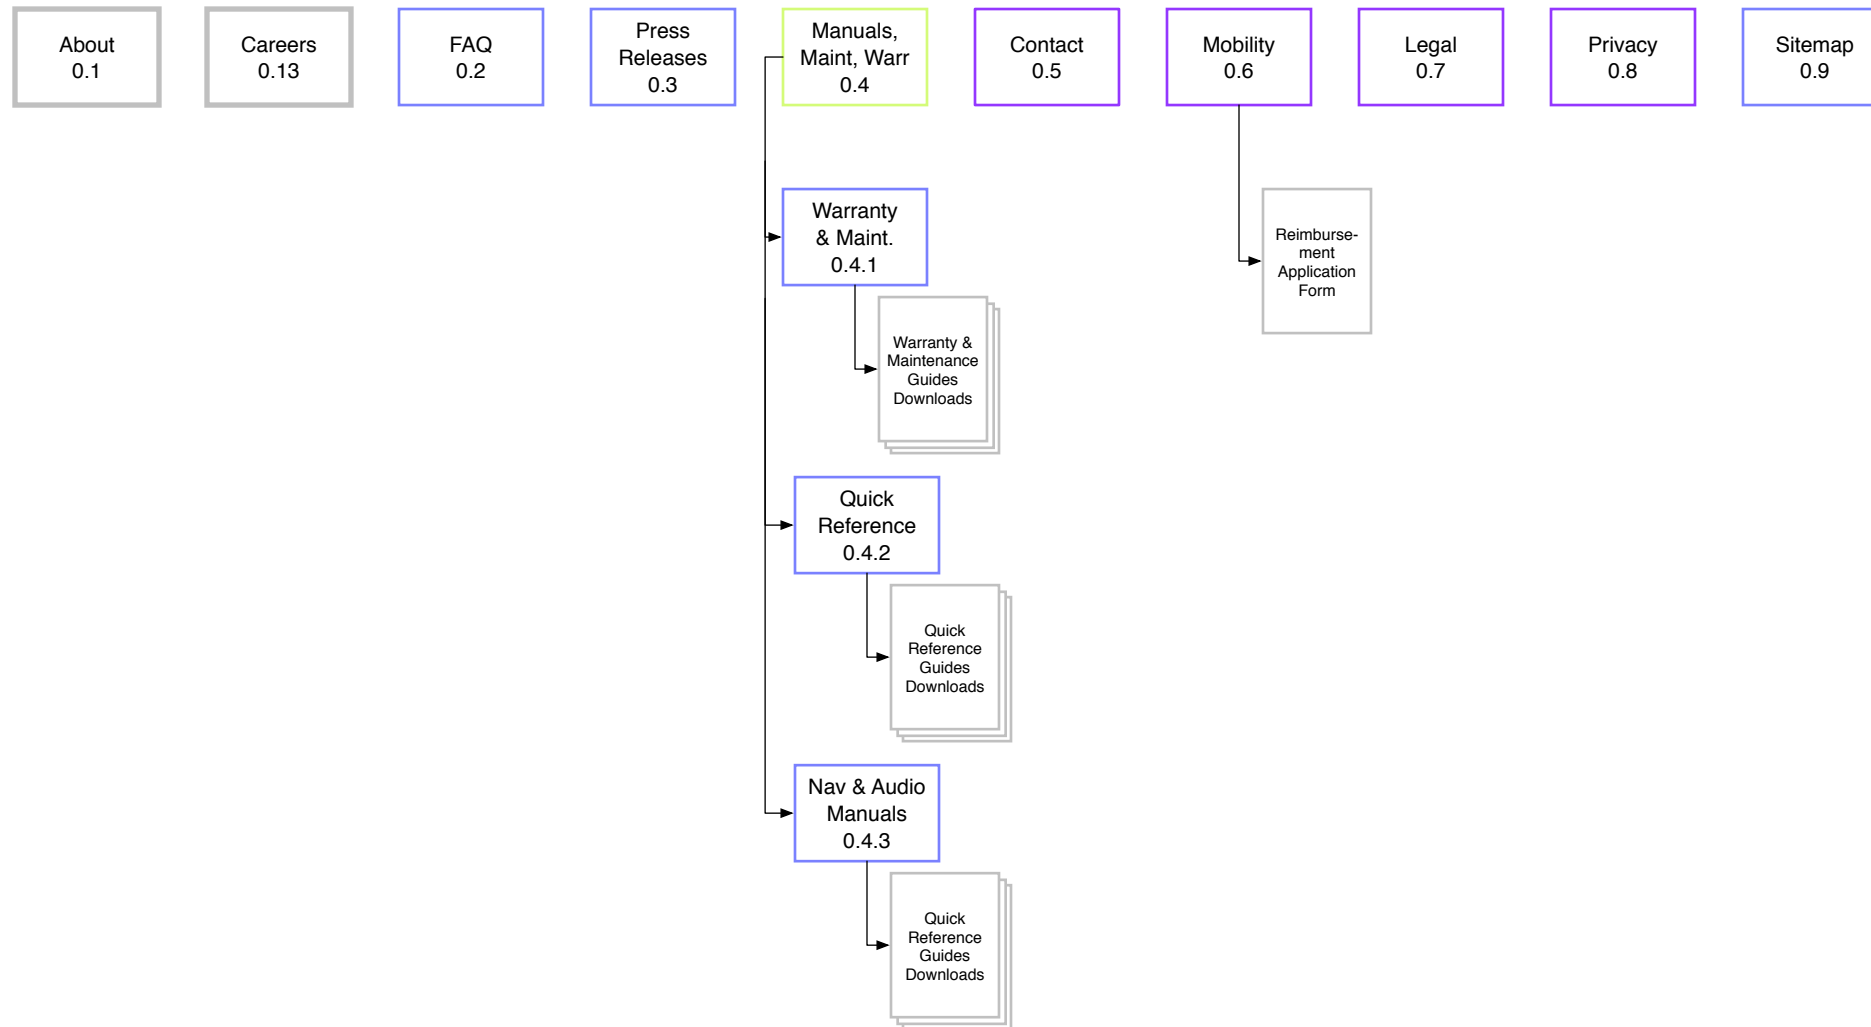 About
0.1
Careers
0.13
FAQ
0.2
Press
Releases
0.3
Manuals,
Maint, Warr
0.4
Contact
0.5
Mobility
0.6
Legal
0.7
Privacy
0.8
Sitemap
0.9
Warranty
& Maint.
0.4.1
Reimburse-
ment
Application
Form
Warranty &
Maintenance
Guides
Downloads
Quick
Reference
0.4.2
Quick
Reference
Guides
Downloads
Nav & Audio
Manuals
0.4.3
Quick
Reference
Guides
Downloads